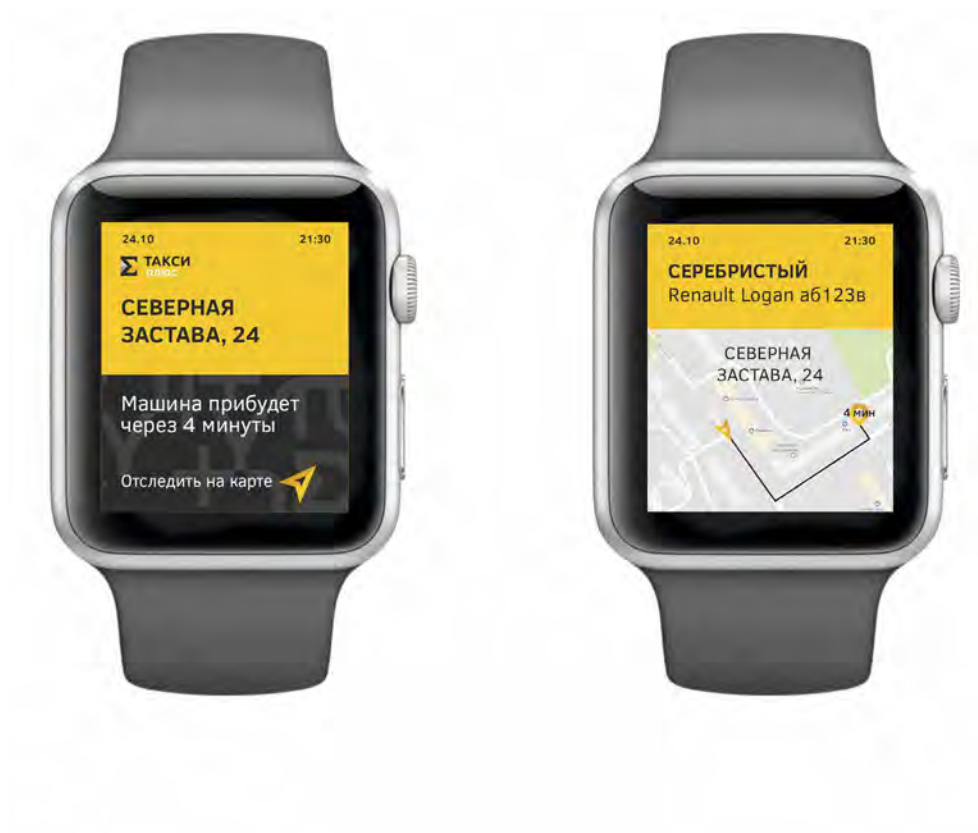 24.10 21:30
ТАКСИ
ПЛЮС
СЕВЕРНАЯ
ЗАСТАВА, 24
Машина прибудет
через 4 минуты
Отследить на карте
24.10 21:30
СЕРЕБРИСТЫЙ
Renault Logan аб123в
СЕВЕРНАЯ
ЗАСТАВА, 24
4 мин